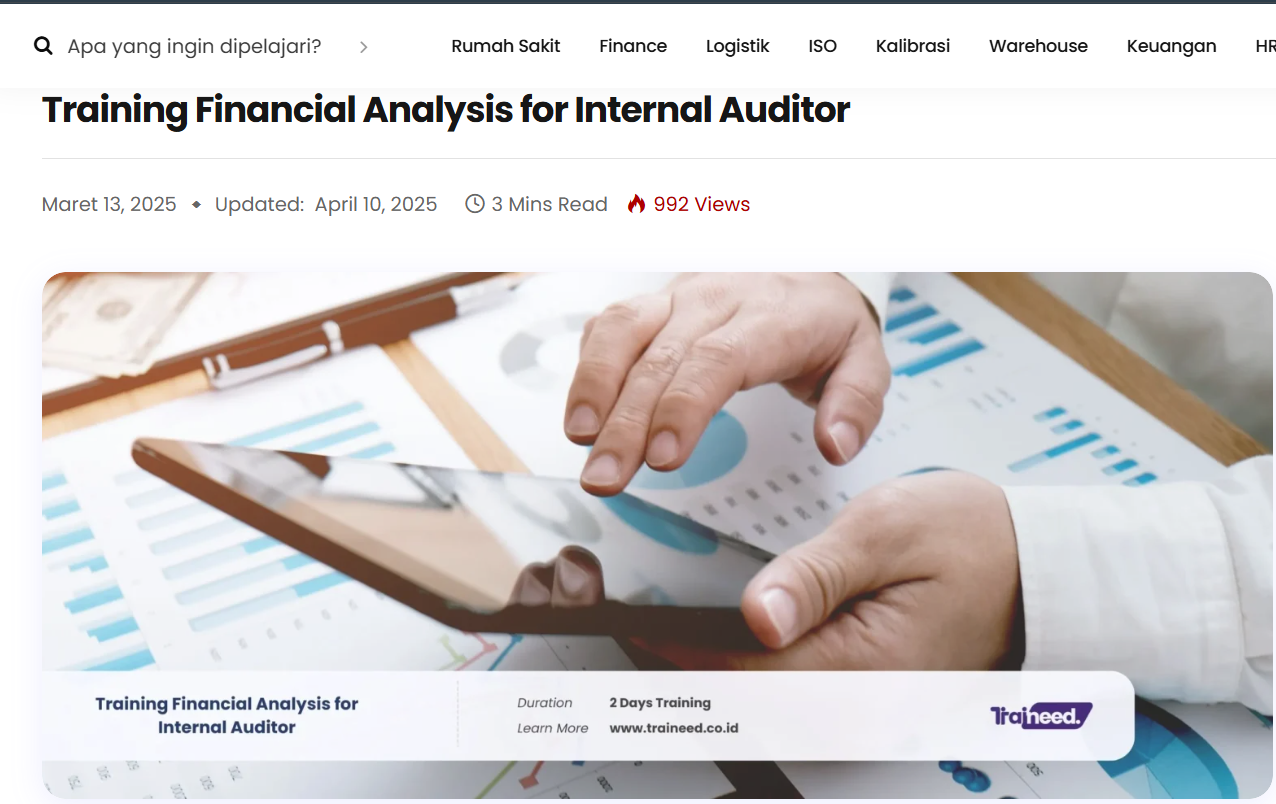 Apa yang ingin dipelajari?
Rumah Sakit Finance Logistik ISO Kalibrasi Warehouse Keuangan HR
Training Financial Analysis for Internal Auditor
Maret 13, 2025 ◆ Updated: April 10, 2025 3 Mins Read 992 Views
Training Financial Analysis for
Internal Auditor
Duration 2 Days Training
Learn More www.traineed.co.id
Traineed.